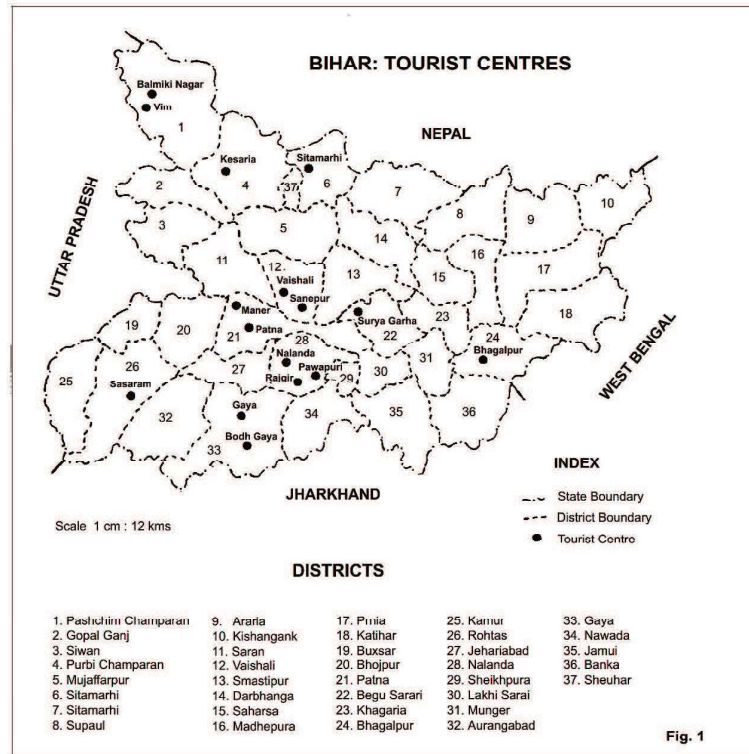 BIHAR: TOURIST CENTRES
Balmiki Nagar
1
NEPAL
Kesaria
Sitamarhi
2
4
37
6
7
10
UTTAR PRADESH
3
5
8
9
14
16
11
12.
Vaishali
13
15
17
Sanepur
Maner
Surya Garha
23
18
19
20
21
Patna
28
22
24
Bhagalpur
WEST BENGAL
26
Nalanda
Pawapuri
31
25
27
29
30
Sasaram
Rajgir
32
Gaya
34
35
36
Bodh Gaya
33
INDEX
JHARKHAND
State Boundary
Scale 1 cm : 12 kms
District Boundary
Tourist Centre
DISTRICTS
1. Pashchim Champaran
2. Gopal Ganj
3. Siwan
4. Purbi Champaran
5. Mujaffarpur
6. Sitamarhi
7. Sitamarhi
8. Supaul
9. Araria
10. Kishangank
11. Saran
12. Vaishali
13. Smastipur
14. Darbhanga
15. Saharsa
16. Madhepura
17.
18. Katihar
19. Buxsar
20. Bhojpur
21. Patna
22. Begu Sarari
23. Khagaria
24. Bhagalpur
25. Kamur
26. Rohtas
27. Jehariabad
28. Nalanda
29. Sheikhpura
30. Lakhi Sarai
31. Munger
32. Aurangabad
33. Gaya
34. Nawada
35. Jamui
36. Banka
37. Sheuhar
Fig. 1